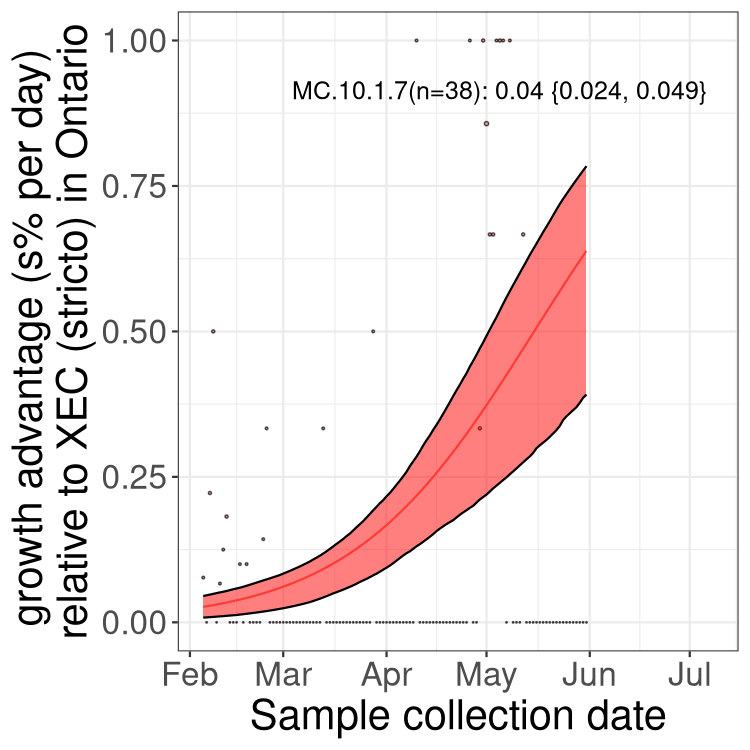 growth advantage (s% per day)
relative to XEC (stricto) in Ontario
1.00
0.75
0.50
0.25
0.00
MC.10.1.7(n=38): 0.04 {0.024, 0.049}
Feb Mar Apr May Jun Jul
Sample collection date